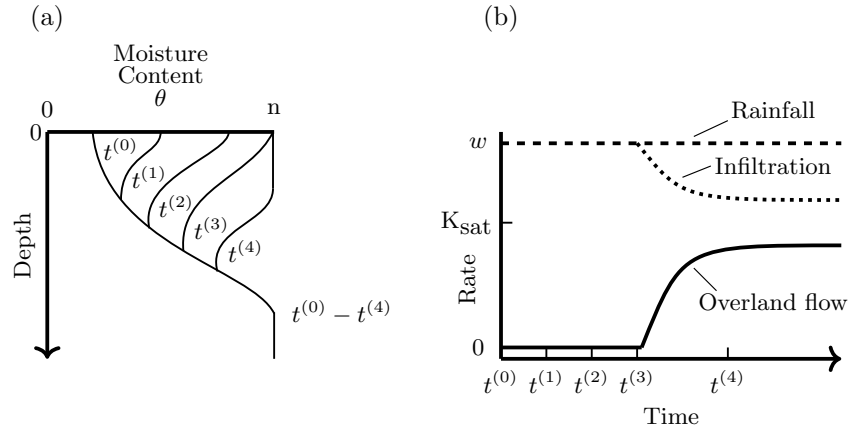 (a)
Moisture
Content
θ
0
n
0
t^(0)
t^(1)
t^(2)
t^(3)
t^(4)
t^(0) − t^(4)
Depth
(b)
Rainfall
w
Infiltration
K_sat
Rate
Overland flow
0
t^(0) t^(1) t^(2) t^(3) t^(4)
Time